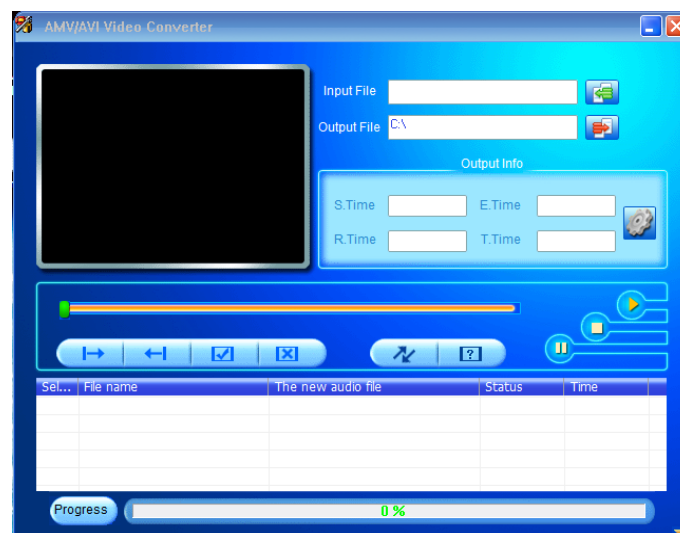 AMV/AVI Video Converter
Input File
Output File C:\
Output Info
S.Time E.Time
R.Time T.Time
Sel... File name The new audio file Status Time
Progress 0 %